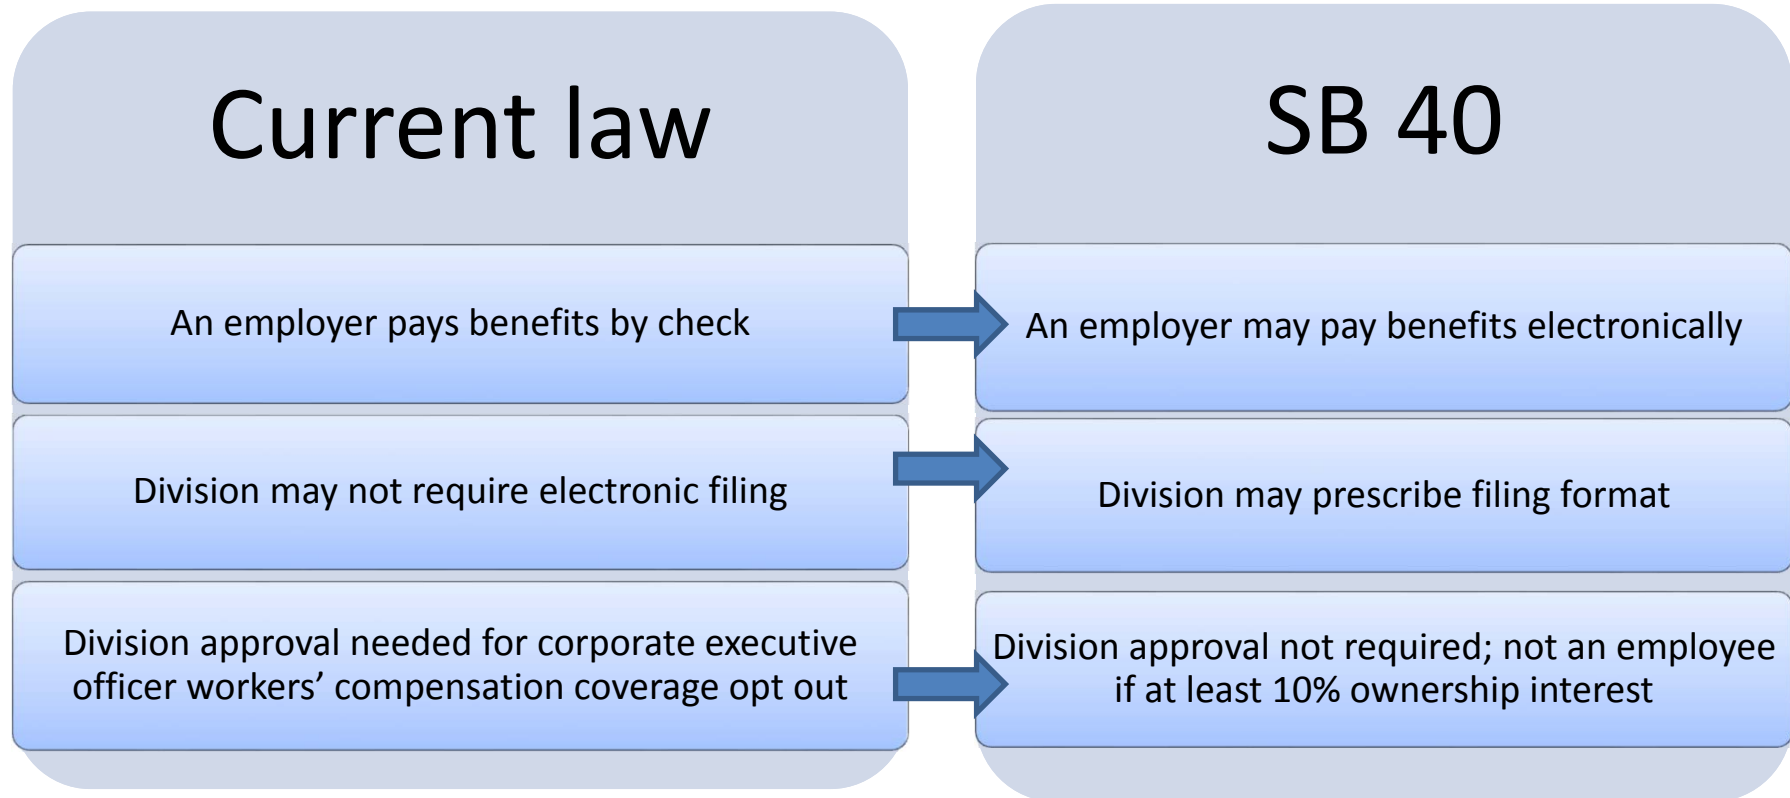 Current law
An employer pays benefits by check
Division may not require electronic filing
Division approval needed for corporate executive
officer workers’ compensation coverage opt out
SB 40
An employer may pay benefits electronically
Division may prescribe filing format
Division approval not required; not an employee
if at least 10% ownership interest